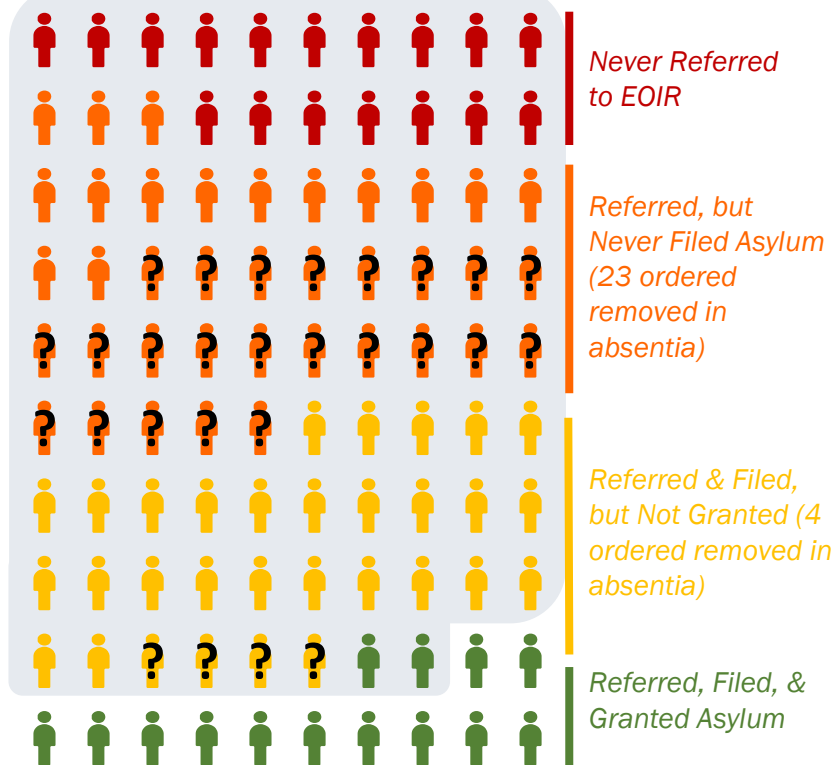 Never Referred
to EOIR
? ? ? ? ? ? ? ?
? ? ? ? ? ? ? ? ? ?
? ? ? ? ?
Referred, but
Never Filed Asylum
(23 ordered
removed in
absentia)
Referred & Filed,
but Not Granted (4
ordered removed in
absentia)
? ? ? ?
Referred, Filed, &
Granted Asylum